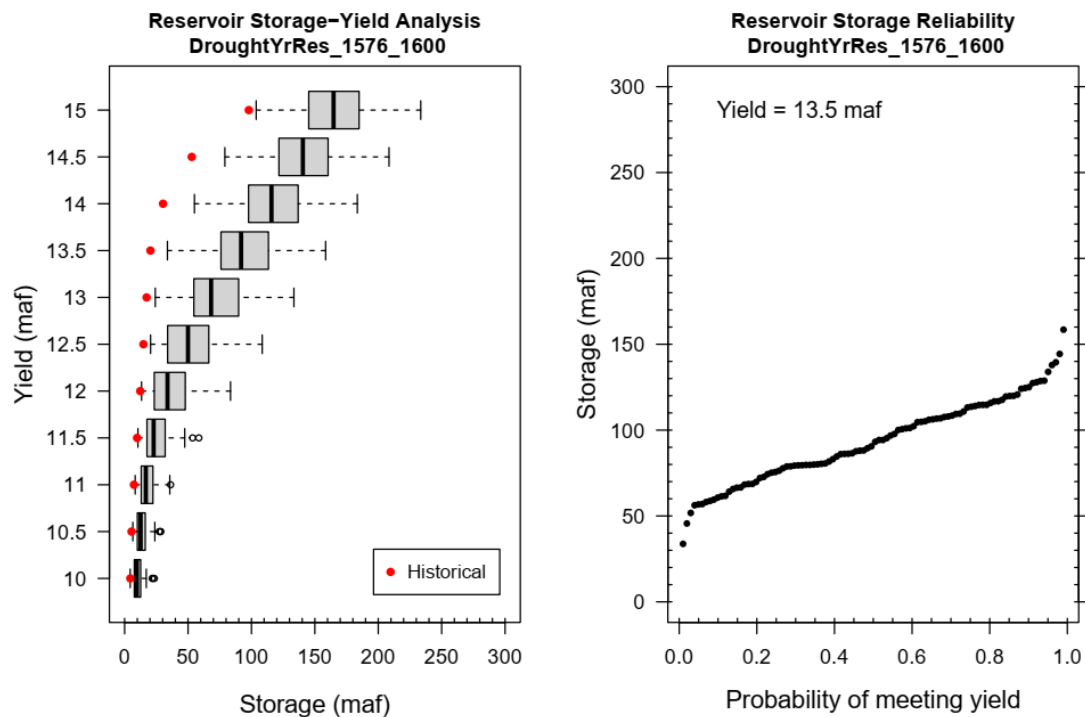 Reservoir Storage−Yield Analysis
DroughtYrRes_1576_1600
Yield (maf)
15
14.5
14
13.5
13
12.5
12
11.5
11
10.5
10
Historical
0 50 100 150 200 250 300
Storage (maf)
Reservoir Storage Reliability
DroughtYrRes_1576_1600
Yield = 13.5 maf
Storage (maf)
300
250
200
150
100
50
0
0.0 0.2 0.4 0.6 0.8 1.0
Probability of meeting yield